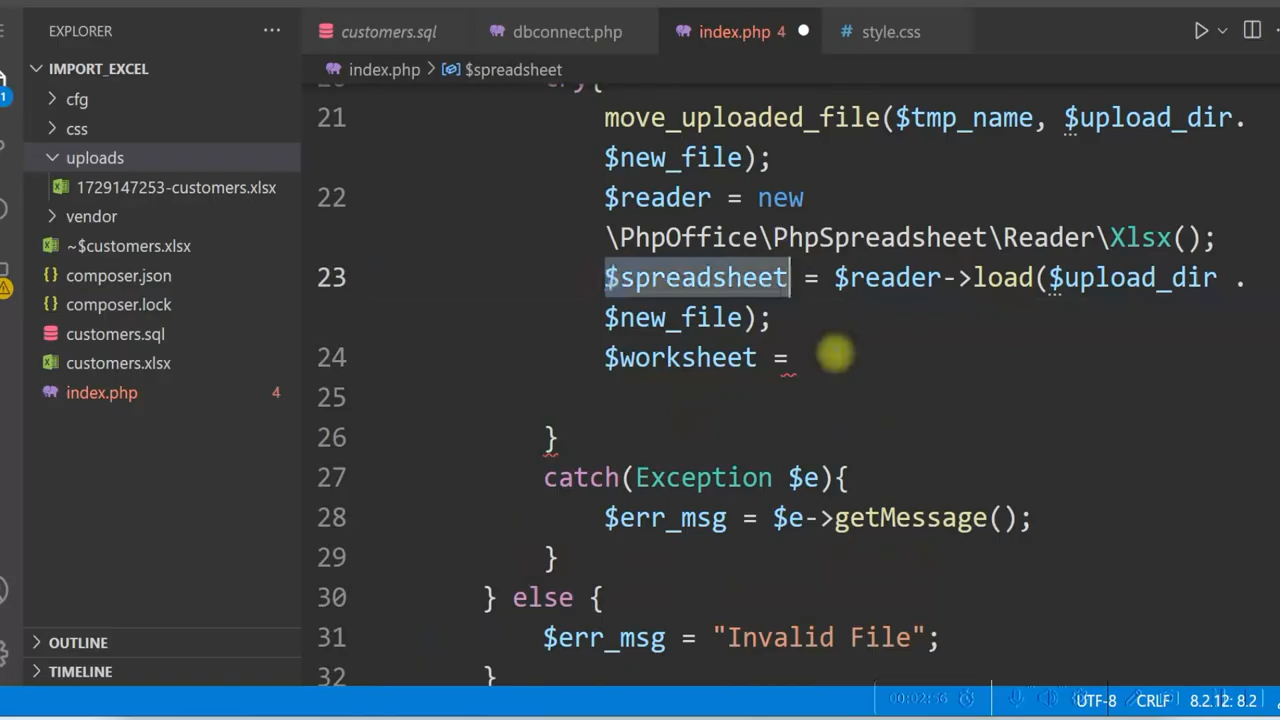 EXPLORER
customers.sql
dbconnect.php
index.php 4
# style.css
IMPORT_EXCEL
index.php > $spreadsheet
cfg
css
uploads
1729147253-customers.xlsx
vendor
~$customers.xlsx
{} composer.json
{} composer.lock
customers.sql
customers.xlsx
index.php 4
OUTLINE
TIMELINE
1
21 move_uploaded_file($tmp_name, $upload_dir.
$new_file);
22 $reader = new
\PhpOffice\PhpSpreadsheet\Reader\Xlsx();
23 $spreadsheet = $reader->load($upload_dir .
$new_file);
24 $worksheet =
25
26 }
27 catch(Exception $e){
28 $err_msg = $e->getMessage();
29 }
30 } else {
31 $err_msg = "Invalid File";
32 }
00:02:56
UTF-8 CRLF 8.2.12: 8.2